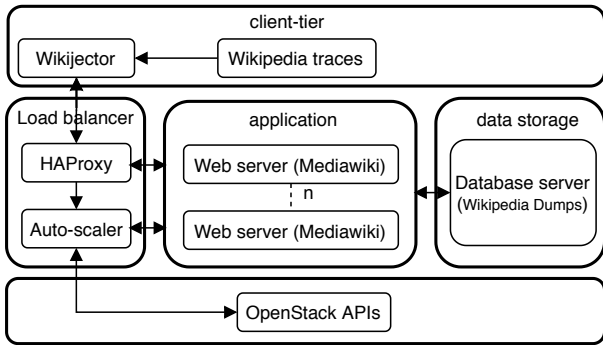 client-tier
Wikijector
Wikipedia traces
Load balancer
application
data storage
HAProxy
Web server (Mediawiki)
n
Database server
(Wikipedia Dumps)
Auto-scaler
Web server (Mediawiki)
OpenStack APIs